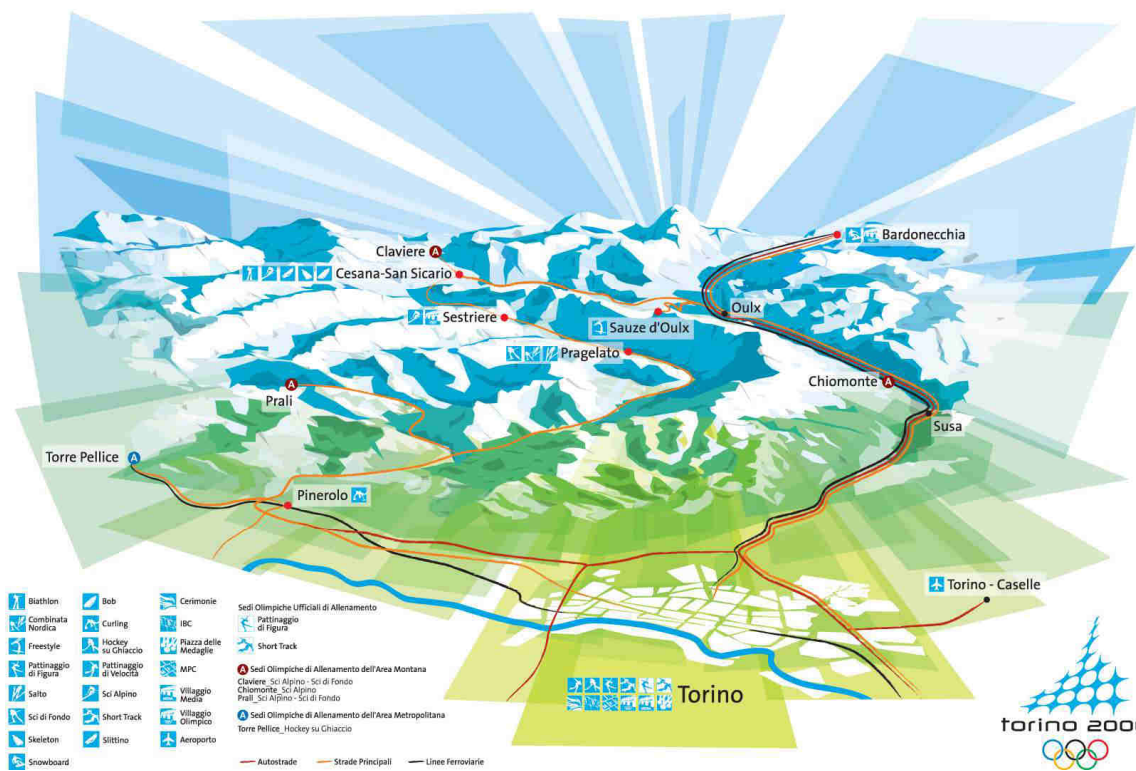 Claviere A
Cesana-San Sicario
Bardonecchia
Sestriere
Oulx
Sauze d'Oulx
Pragelato
Chiomonte A
A
Prali
Susa
Torre Pellice A
Pinerolo
Torino - Caselle
Torino
Biathlon
Combinata
Nordica
Freestyle
Pattinaggio
di Figura
Salto
Sci di Fondo
Skeleton
Snowboard
Bob
Curling
Hockey
su Ghiaccio
Pattinaggio
di Velocità
Sci Alpino
Short Track
Slittino
Cerimonie
IBC
Piazza delle
Medaglie
MPC
Villaggio
Media
Villaggio
Olimpico
Aeroporto
Sedi Olimpiche Ufficiali di Allenamento
Pattinaggio
di Figura
Short Track
A Sedi Olimpiche di Allenamento dell'Area Montana
Claviere_Sci Alpino - Sci di Fondo
Chiomonte_Sci Alpino
Prali_Sci Alpino - Sci di Fondo
A Sedi Olimpiche di Allenamento dell'Area Metropolitana
Torre Pellice_Hockey su Ghiaccio
Autostrade
Strade Principali
Linee Ferroviarie
torino 2006